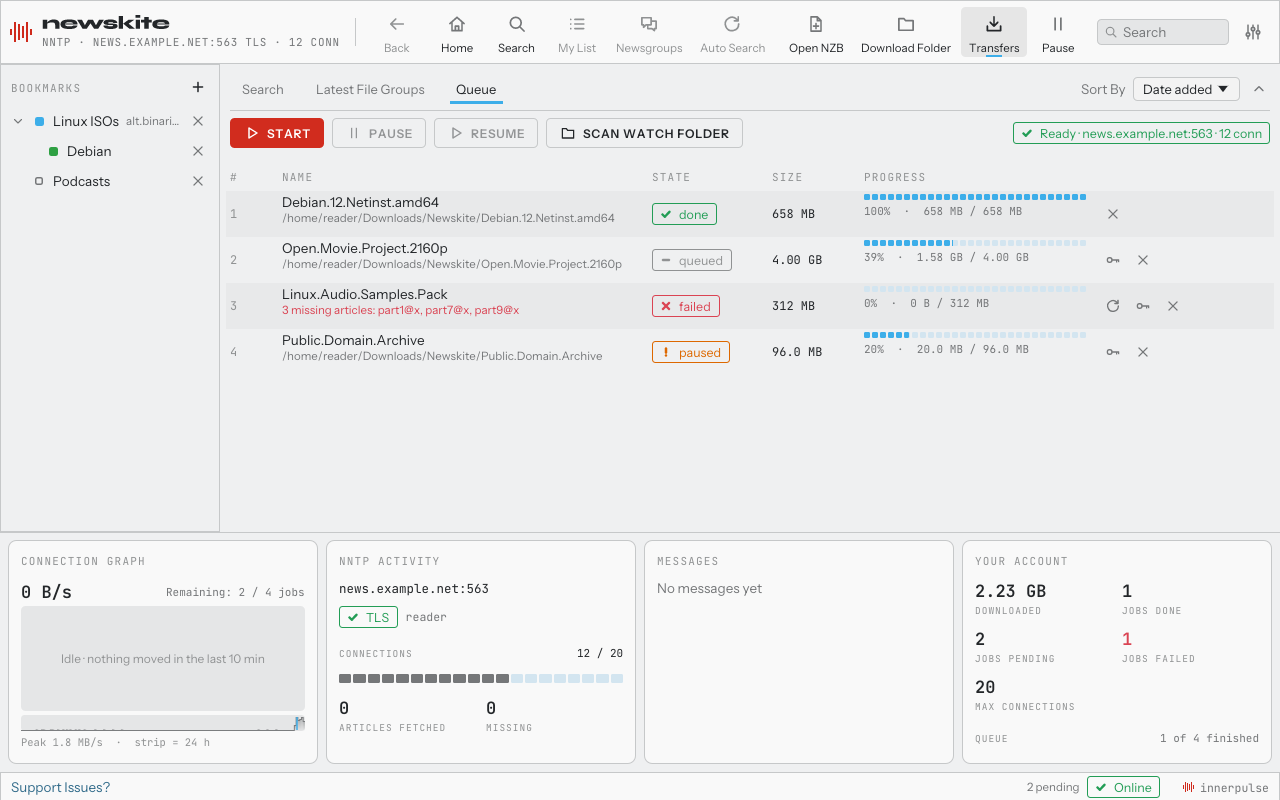 newskite
NNTP · NEWS.EXAMPLE.NET:563 TLS · 12 CONN
Back
Home
Search
My List
Newsgroups
Auto Search
Open NZB
Download Folder
Transfers
Pause
Search
BOOKMARKS
Linux ISOs alt.binari...
Debian
Podcasts
Search
Latest File Groups
Queue
Sort By
Date added
START
PAUSE
RESUME
SCAN WATCH FOLDER
Ready · news.example.net:563 · 12 conn
# NAME STATE SIZE PROGRESS
1
Debian.12.Netinst.amd64
/home/reader/Downloads/Newskite/Debian.12.Netinst.amd64
done
658 MB
100% · 658 MB / 658 MB
2
Open.Movie.Project.2160p
/home/reader/Downloads/Newskite/Open.Movie.Project.2160p
queued
4.00 GB
39% · 1.58 GB / 4.00 GB
3
Linux.Audio.Samples.Pack
3 missing articles: part1@x, part7@x, part9@x
failed
312 MB
0% · 0 B / 312 MB
4
Public.Domain.Archive
/home/reader/Downloads/Newskite/Public.Domain.Archive
paused
96.0 MB
20% · 20.0 MB / 96.0 MB
CONNECTION GRAPH
0 B/s
Remaining: 2 / 4 jobs
Idle · nothing moved in the last 10 min
Peak 1.8 MB/s · strip = 24 h
NNTP ACTIVITY
news.example.net:563
TLS
reader
CONNECTIONS
12 / 20
0
ARTICLES FETCHED
0
MISSING
MESSAGES
No messages yet
YOUR ACCOUNT
2.23 GB
DOWNLOADED
1
JOBS DONE
2
JOBS PENDING
1
JOBS FAILED
20
MAX CONNECTIONS
QUEUE
1 of 4 finished
Support Issues?
2 pending
Online
innerpulse